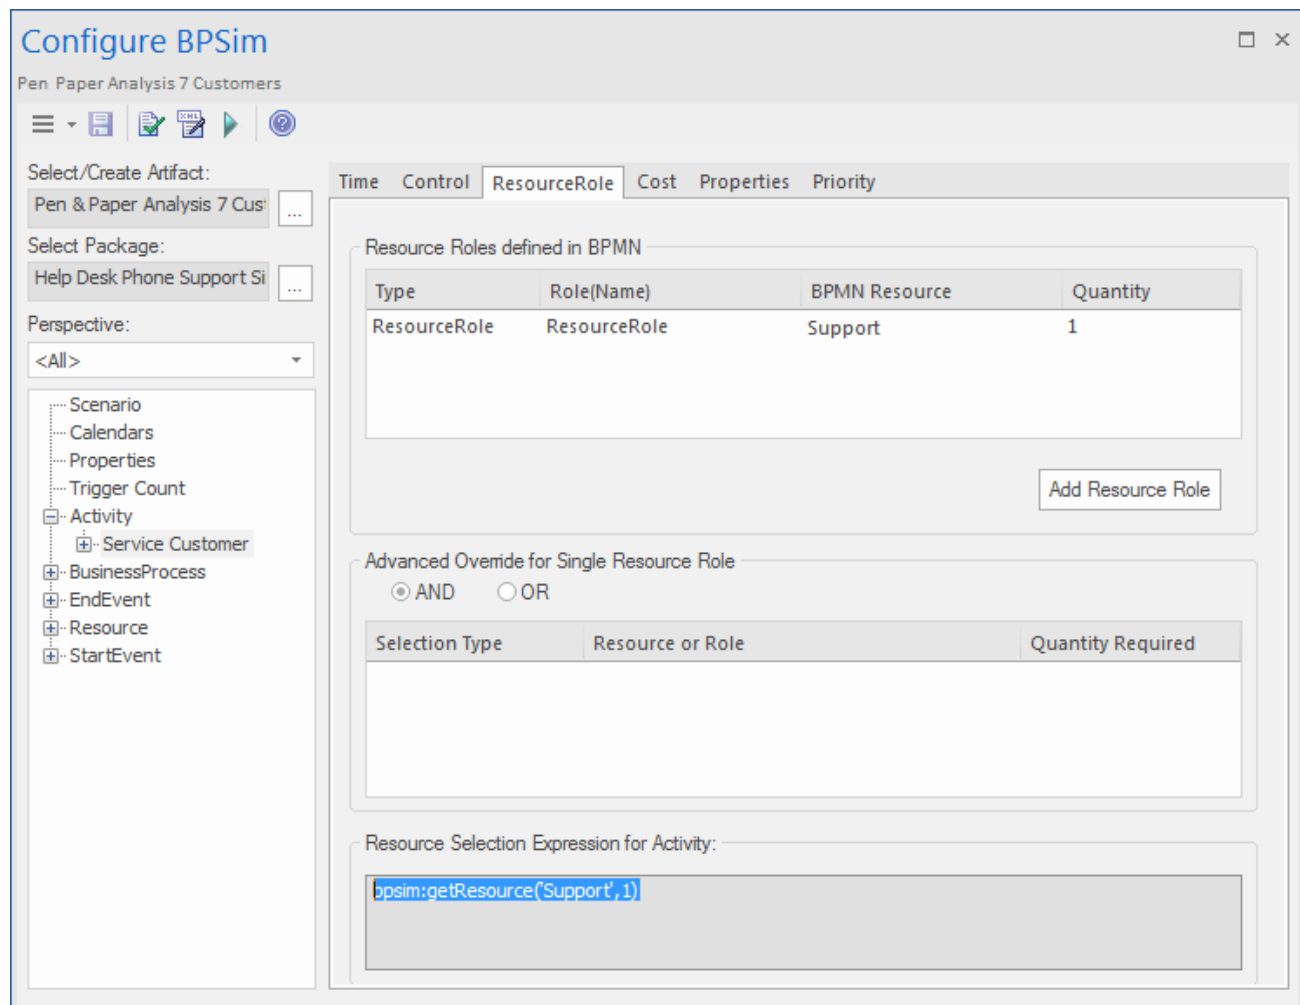 Configure BPSim
Pen Paper Analysis 7 Customers
Select/Create Artifact:
Pen & Paper Analysis 7 Cus
...
Select Package:
Help Desk Phone Support Si
...
Perspective:
<All>
Scenario
Calendars
Properties
Trigger Count
Activity
Service Customer
BusinessProcess
EndEvent
Resource
StartEvent
Time Control ResourceRole Cost Properties Priority
Resource Roles defined in BPMN
Type Role(Name) BPMN Resource Quantity
ResourceRole ResourceRole Support 1
Add Resource Role
Advanced Override for Single Resource Role
AND OR
Selection Type Resource or Role Quantity Required
Resource Selection Expression for Activity:
bpsim:getResource('Support',1)